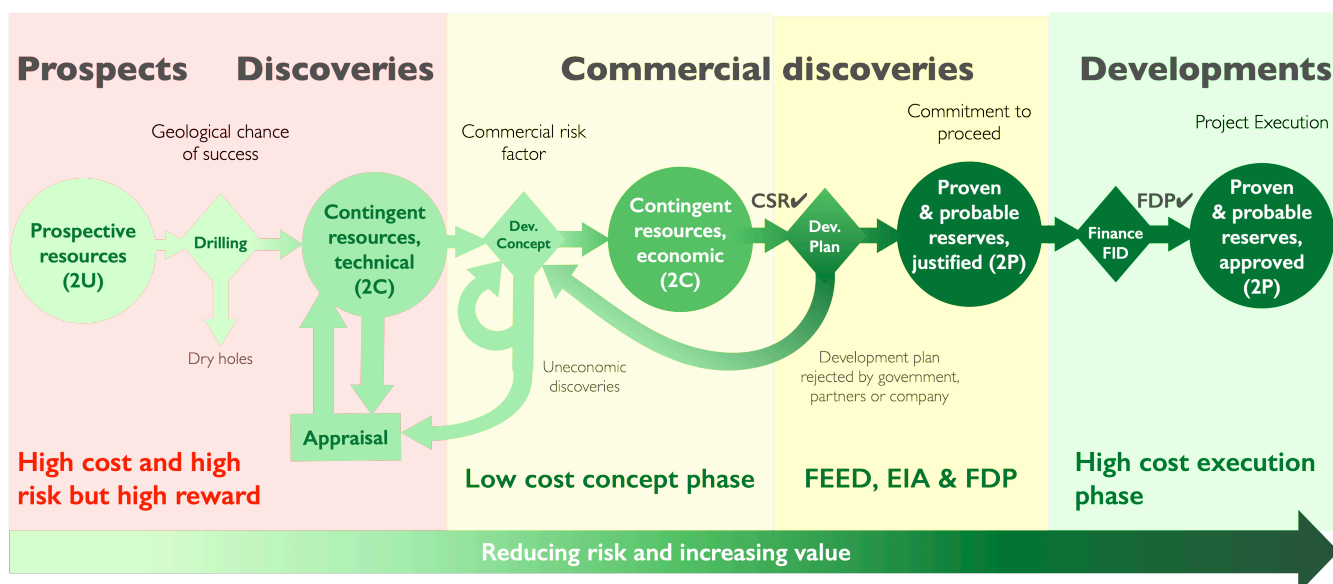 Prospects
Discoveries
Commercial discoveries
Developments
Geological chance
of success
Commercial risk
factor
Commitment to
proceed
Project Execution
Prospective
resources
(2U)
Drilling
Contingent
resources,
technical
(2C)
Dev.
Concept
Contingent
resources,
economic
(2C)
CSR✔
Dev.
Plan
Proven
& probable
reserves,
justified (2P)
Finance
FID
FDP✔
Proven
& probable
reserves,
approved
(2P)
Dry holes
Uneconomic
discoveries
Development plan
rejected by government,
partners or company
Appraisal
High cost and high
risk but high reward
Low cost concept phase
FEED, EIA & FDP
High cost execution
phase
Reducing risk and increasing value